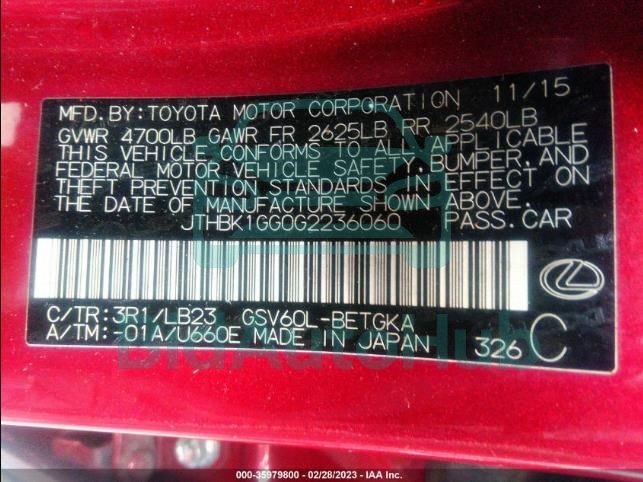 MFD. BY: TOYOTA MOTOR CORPORATION 11/15
GVWR 4700LB GAWR FR 2625LB RR 2540LB
THIS VEHICLE CONFORMS TO ALL APPLICABLE
FEDERAL MOTOR VEHICLE SAFETY, BUMPER, AND
THEFT PREVENTION STANDARDS IN EFFECT ON
THE DATE OF MANUFACTURE SHOWN ABOVE.
JTHBK1GG0G2236060 PASS. CAR
C/TR: 3R1/LB23 GSV60L-BETGKA
A/TM: -01A/U660E MADE IN JAPAN 326 C
BidAutoHub
000-35979800 - 02/28/2023 - IAA Inc.